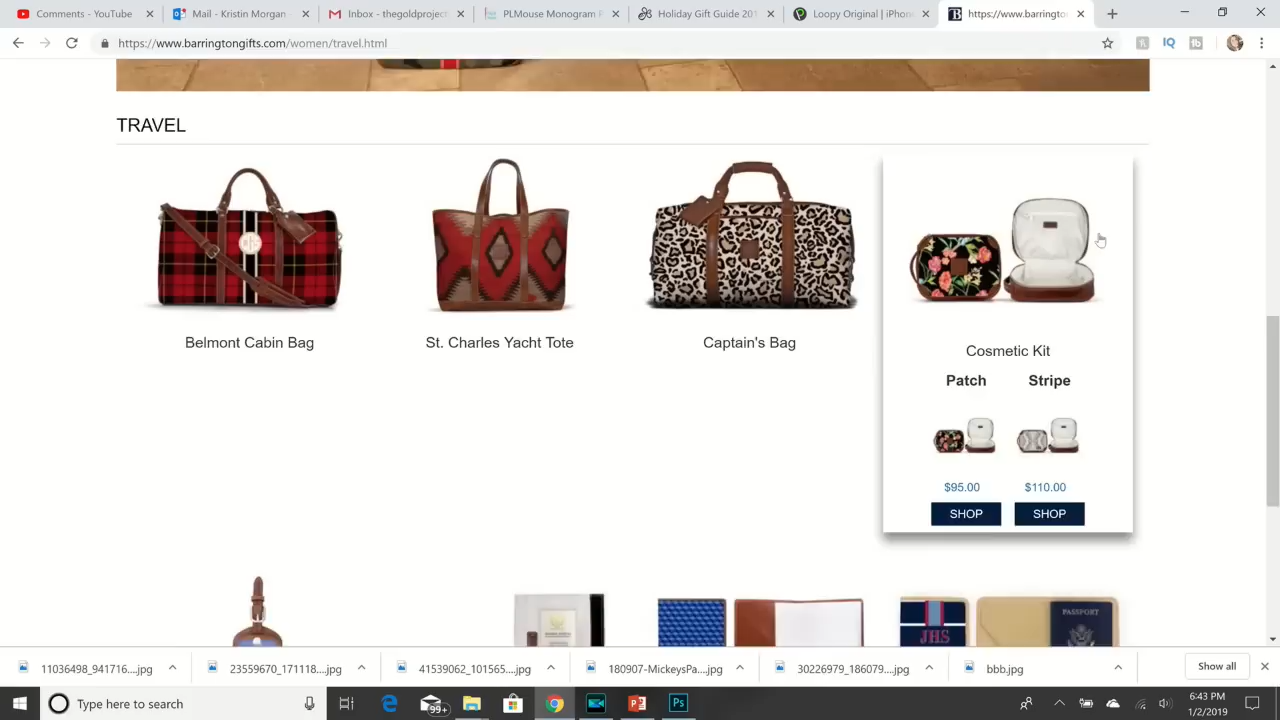 Comments - YouTube
Mail - Kristin Morgan -
Inbox - thegoldproject
PLMouse Monogram F
Holiday Gift Guide 201
Loopy Original | iPhone
https://www.barringto
https://www.barringtongifts.com/women/travel.html
TRAVEL
Belmont Cabin Bag
St. Charles Yacht Tote
Captain's Bag
Cosmetic Kit
Patch
Stripe
$95.00
$110.00
SHOP
SHOP
JHS
PASSPORT
11036498_941716....jpg
23559670_171118....jpg
41539062_101565....jpg
180907-MickeysPa....jpg
30226979_186079....jpg
bbb.jpg
Show all
Type here to search
99+
6:43 PM
1/2/2019